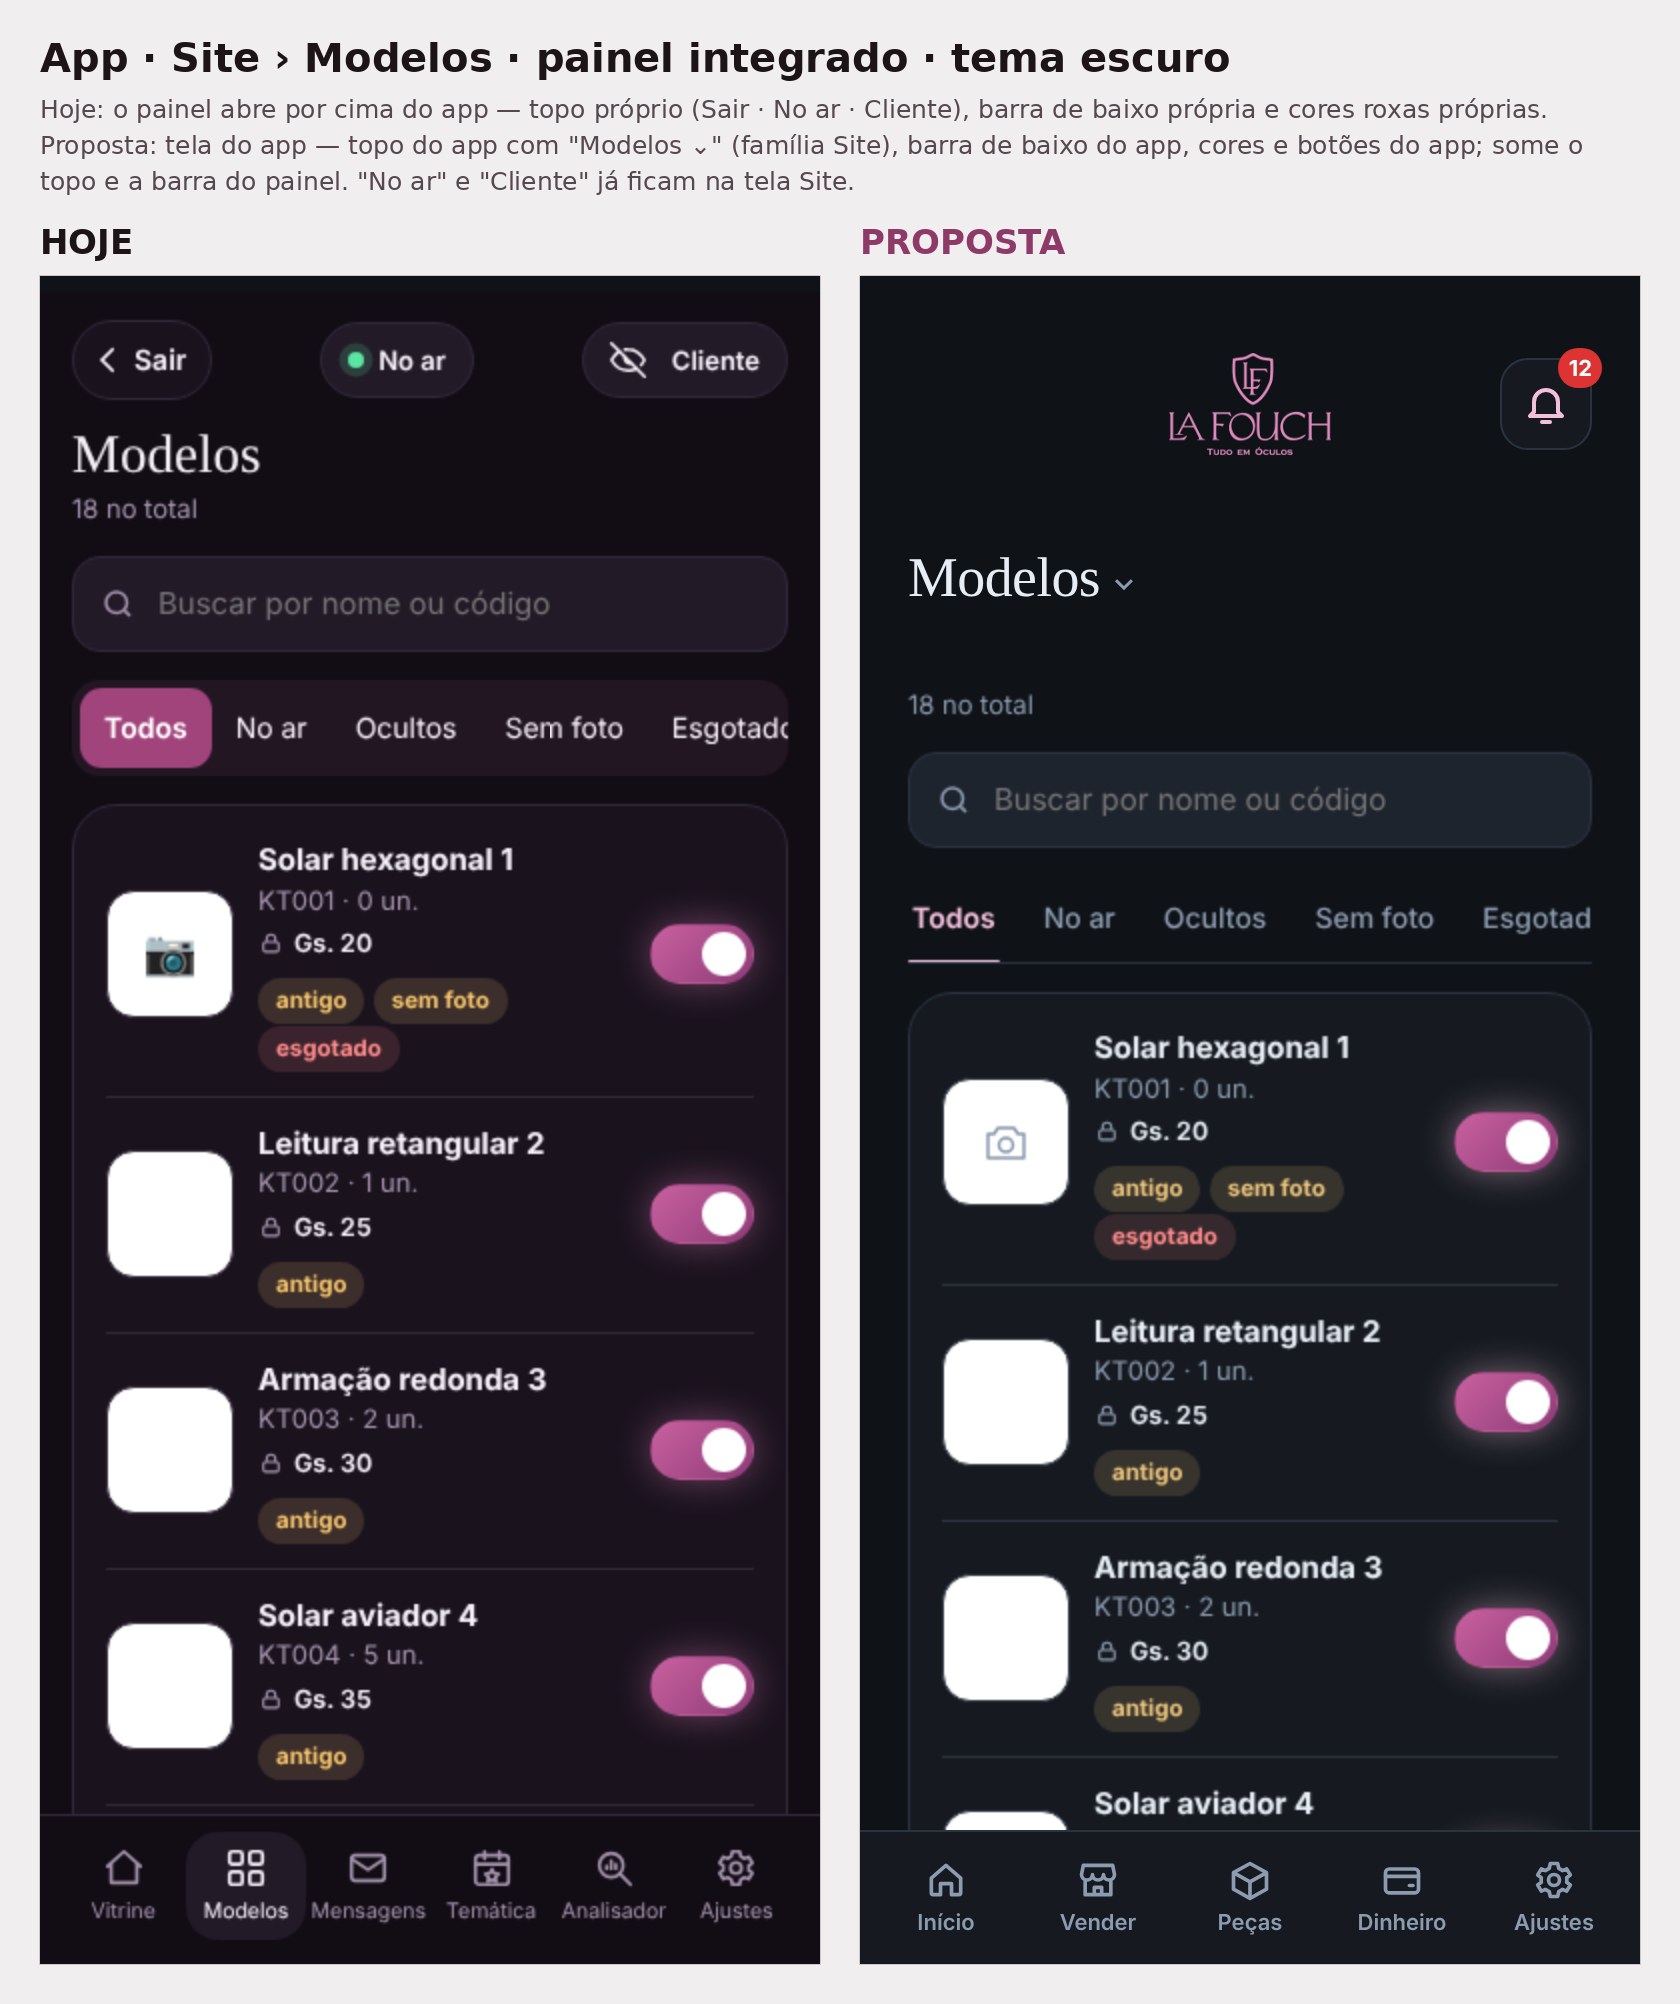 App · Site › Modelos · painel integrado · tema escuro
Hoje: o painel abre por cima do app — topo próprio (Sair · No ar · Cliente), barra de baixo própria e cores roxas próprias.
Proposta: tela do app — topo do app com "Modelos ⌄" (família Site), barra de baixo do app, cores e botões do app; some o
topo e a barra do painel. "No ar" e "Cliente" já ficam na tela Site.
HOJE
Sair
No ar
Cliente
Modelos
18 no total
Buscar por nome ou código
Todos No ar Ocultos Sem foto Esgotado
Solar hexagonal 1
KT001 · 0 un.
Gs. 20
antigo sem foto
esgotado
Leitura retangular 2
KT002 · 1 un.
Gs. 25
antigo
Armação redonda 3
KT003 · 2 un.
Gs. 30
antigo
Solar aviador 4
KT004 · 5 un.
Gs. 35
antigo
Vitrine Modelos Mensagens Temática Analisador Ajustes
PROPOSTA
LF
LA FOUCH
TUDO EM ÓCULOS
12
Modelos
18 no total
Buscar por nome ou código
Todos No ar Ocultos Sem foto Esgotad
Solar hexagonal 1
KT001 · 0 un.
Gs. 20
antigo sem foto
esgotado
Leitura retangular 2
KT002 · 1 un.
Gs. 25
antigo
Armação redonda 3
KT003 · 2 un.
Gs. 30
antigo
Solar aviador 4
Início Vender Peças Dinheiro Ajustes